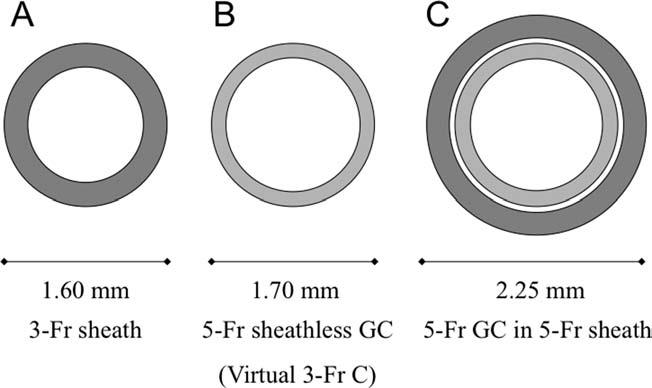 A B C
1.60 mm 1.70 mm 2.25 mm
3-Fr sheath 5-Fr sheathless GC 5-Fr GC in 5-Fr sheath
(Virtual 3-Fr C)